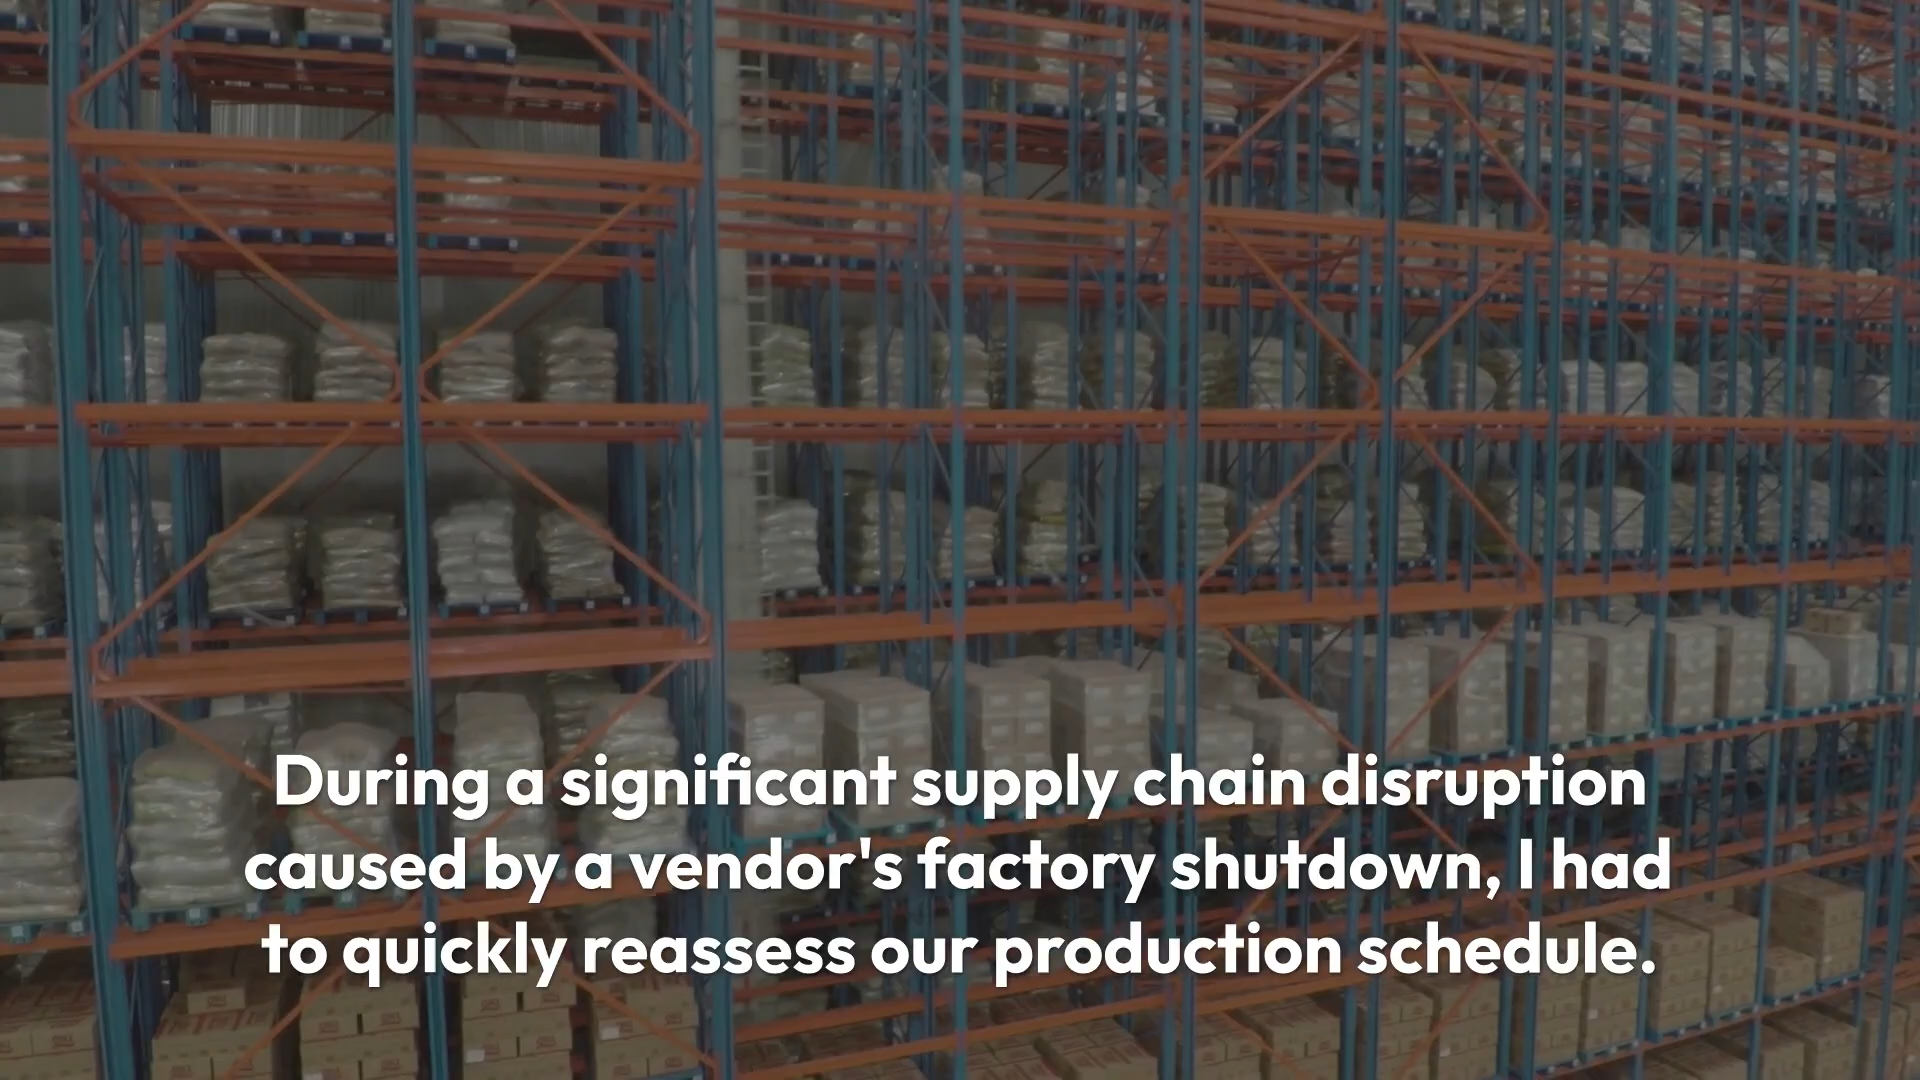 During a significant supply chain disruption
caused by a vendor's factory shutdown, I had
to quickly reassess our production schedule.